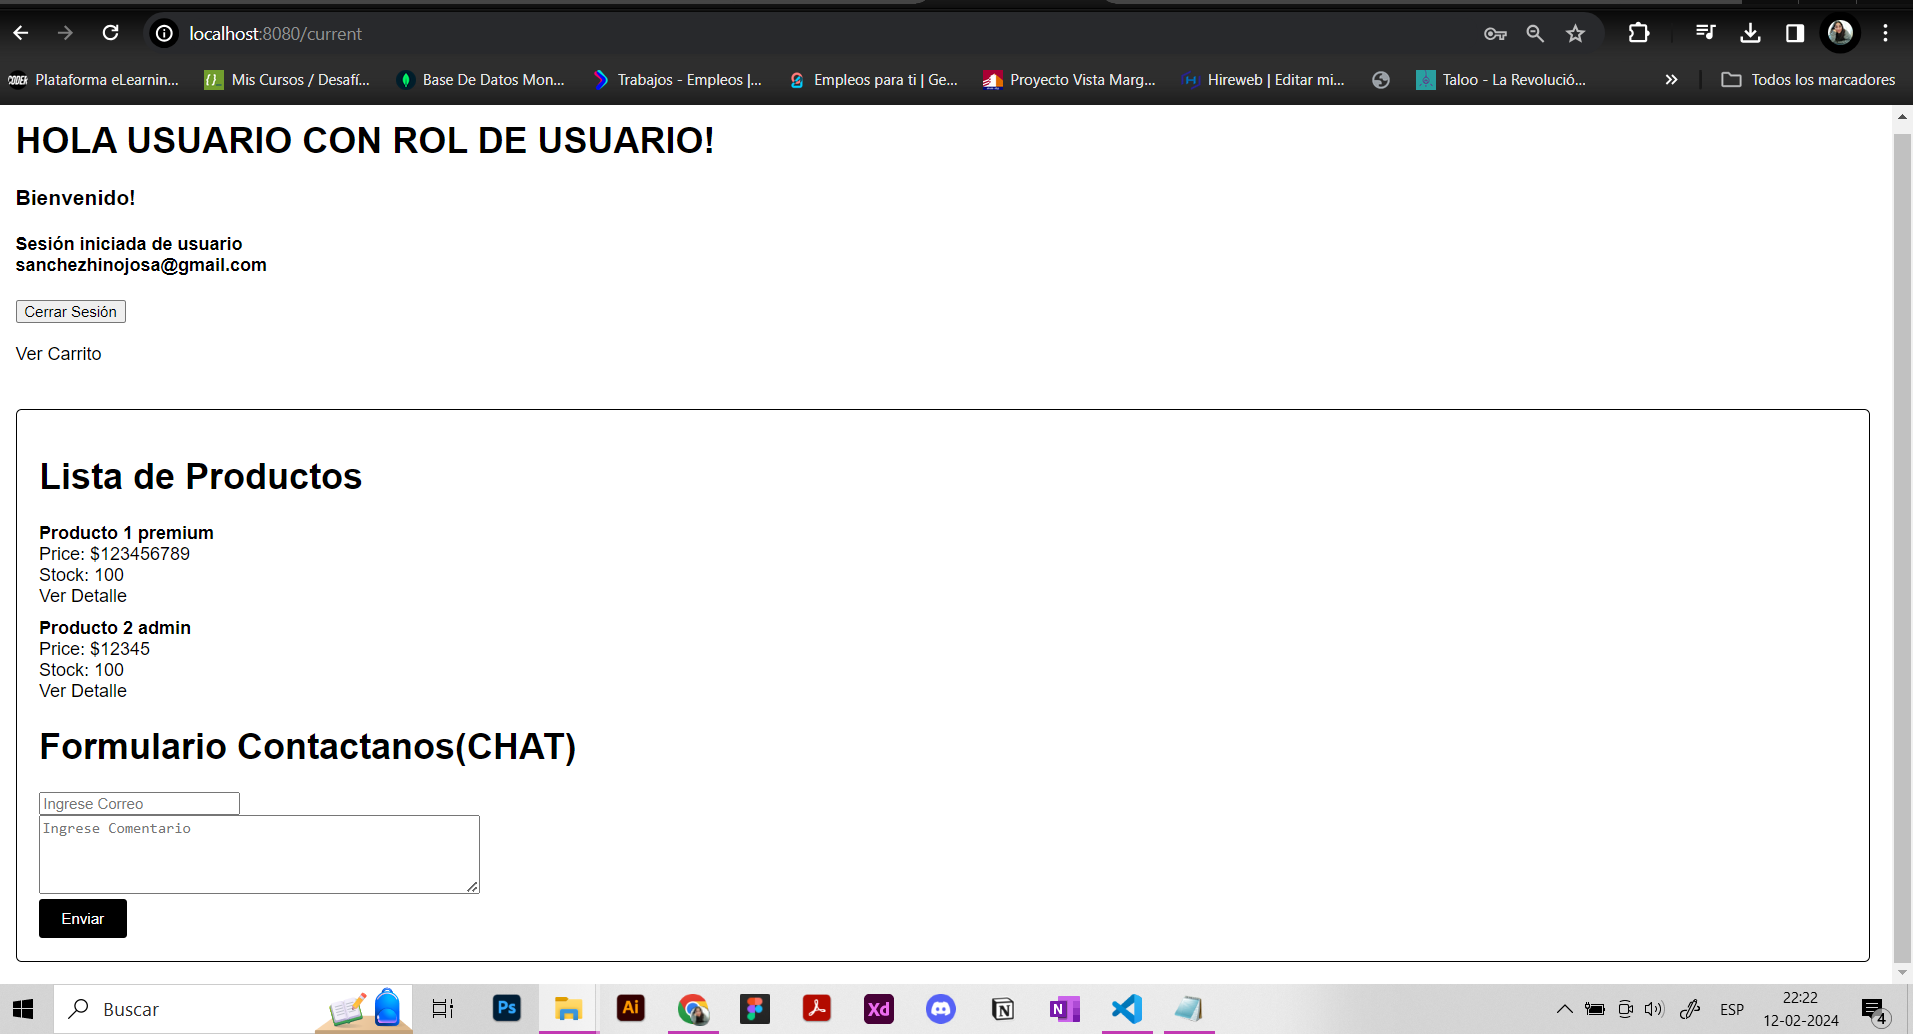 localhost:8080/current
Plataforma eLearnin...
Mis Cursos / Desafí...
Base De Datos Mon...
Trabajos - Empleos |...
Empleos para ti | Ge...
Proyecto Vista Marg...
Hireweb | Editar mi...
Taloo - La Revolució...
Todos los marcadores
HOLA USUARIO CON ROL DE USUARIO!
Bienvenido!
Sesión iniciada de usuario
sanchezhinojosa@gmail.com
Cerrar Sesión
Ver Carrito
Lista de Productos
Producto 1 premium
Price: $123456789
Stock: 100
Ver Detalle
Producto 2 admin
Price: $12345
Stock: 100
Ver Detalle
Formulario Contactanos(CHAT)
Ingrese Correo
Ingrese Comentario
Enviar
Buscar
Ps
Ai
Xd
N
N
ESP
22:22
12-02-2024
4